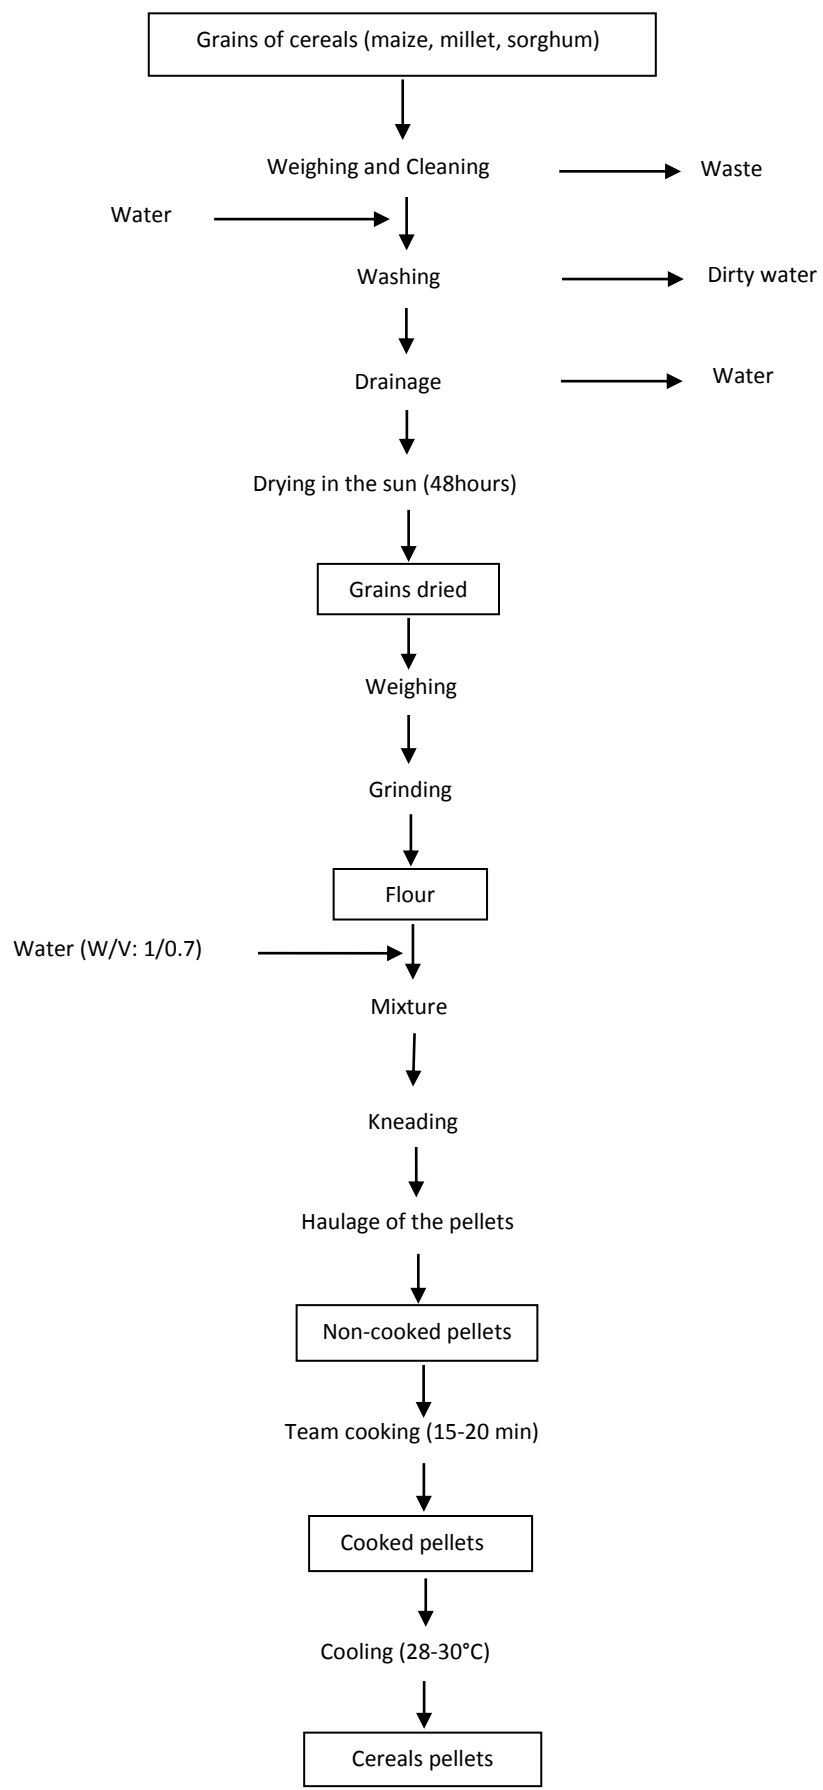 Grains of cereals (maize, millet, sorghum)
Weighing and Cleaning
Waste
Water
Washing
Dirty water
Drainage
Water
Drying in the sun (48hours)
Grains dried
Weighing
Grinding
Flour
Water (W/V: 1/0.7)
Mixture
Kneading
Haulage of the pellets
Non-cooked pellets
Team cooking (15-20 min)
Cooked pellets
Cooling (28-30°C)
Cereals pellets